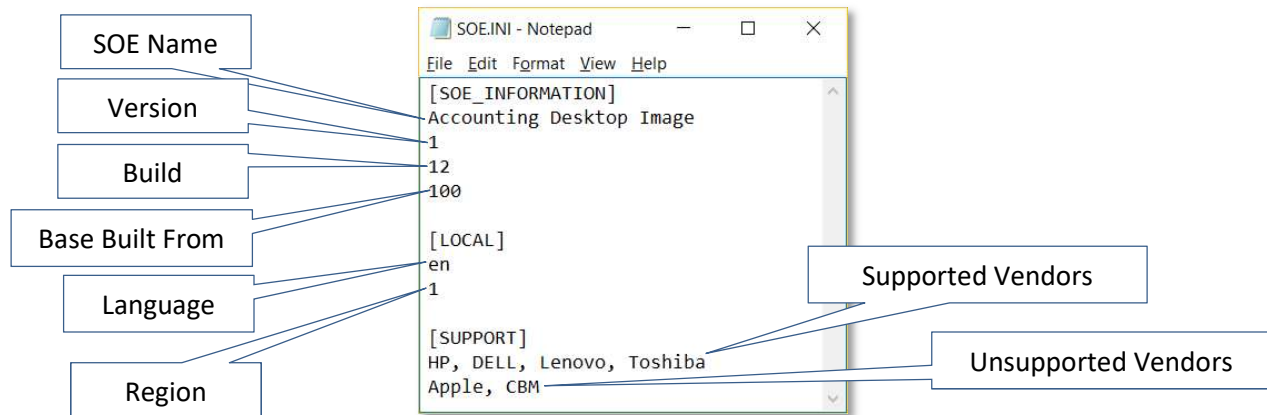 SOE Name
Version
Build
Base Built From
Language
Region
SOE.INI - Notepad
File Edit Format View Help
[SOE_INFORMATION]
Accounting Desktop Image
1
12
100
[LOCAL]
en
1
[SUPPORT]
HP, DELL, Lenovo, Toshiba
Apple, CBM
Supported Vendors
Unsupported Vendors